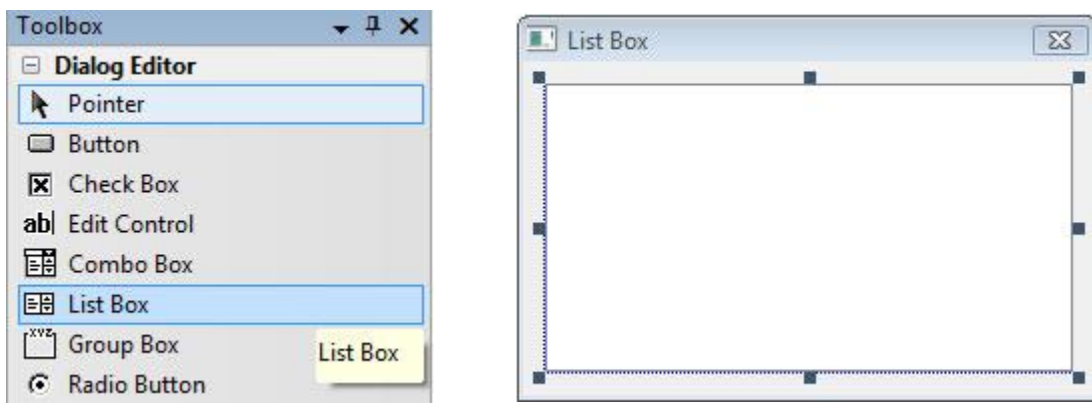 Toolbox
Dialog Editor
Pointer
Button
Check Box
ab| Edit Control
Combo Box
List Box
XYZ Group Box
List Box
Radio Button
List Box